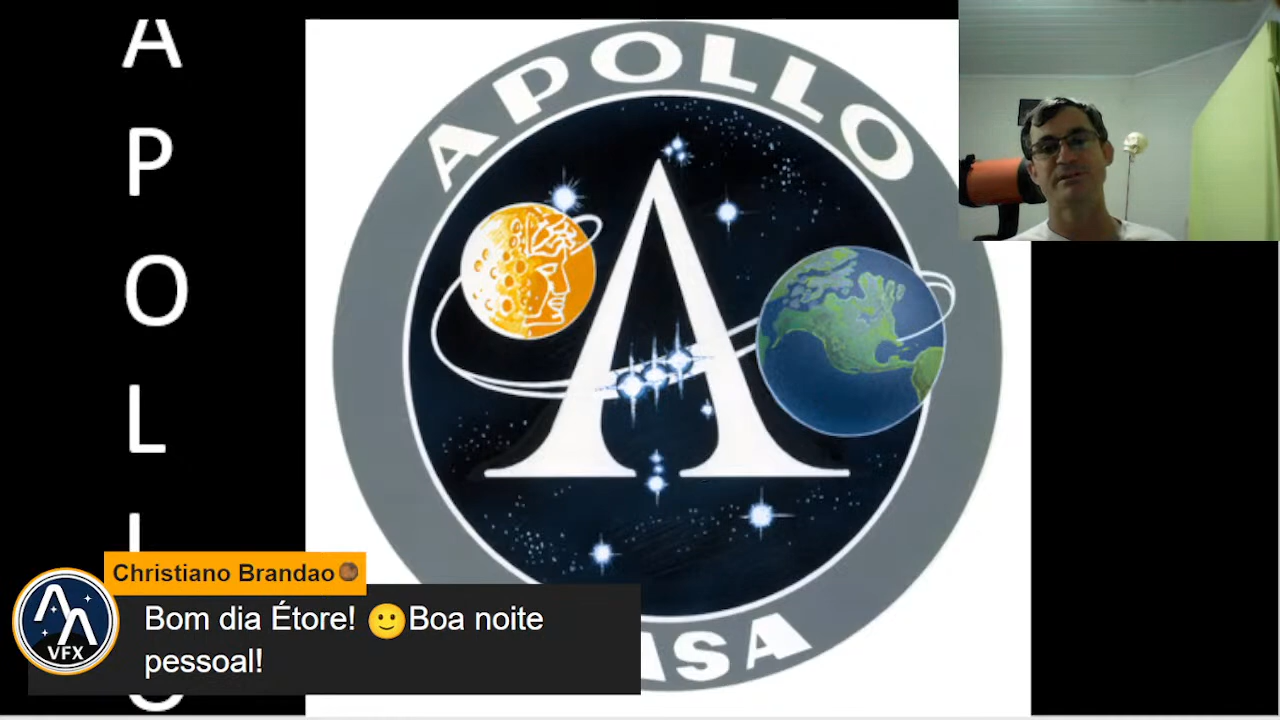 A
P
O
L
L
O
APOLLO
NASA
A
Christiano Brandao
Bom dia Étore! 🙂Boa noite
pessoal!
VFX